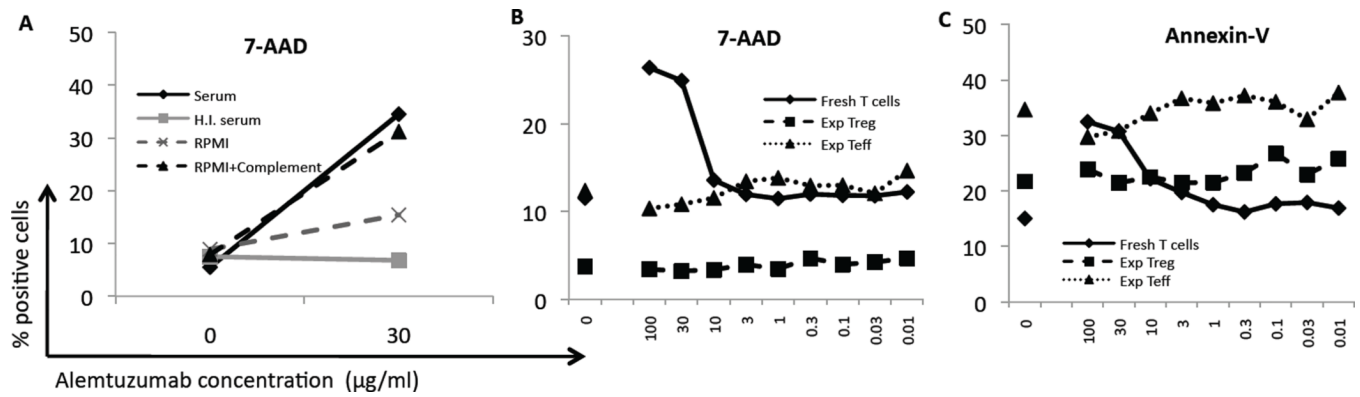 A
7-AAD
50
40
30
20
10
0
Serum
H.I. serum
RPMI
RPMI+Complement
0
30
% positive cells
Alemtuzumab concentration (µg/ml)
B
7-AAD
30
20
10
0
Fresh T cells
Exp Treg
Exp Teff
0
100
30
10
3
1
0.3
0.1
0.03
0.01
C
Annexin-V
50
40
30
20
10
0
Fresh T cells
Exp Treg
Exp Teff
0
100
30
10
3
1
0.3
0.1
0.03
0.01